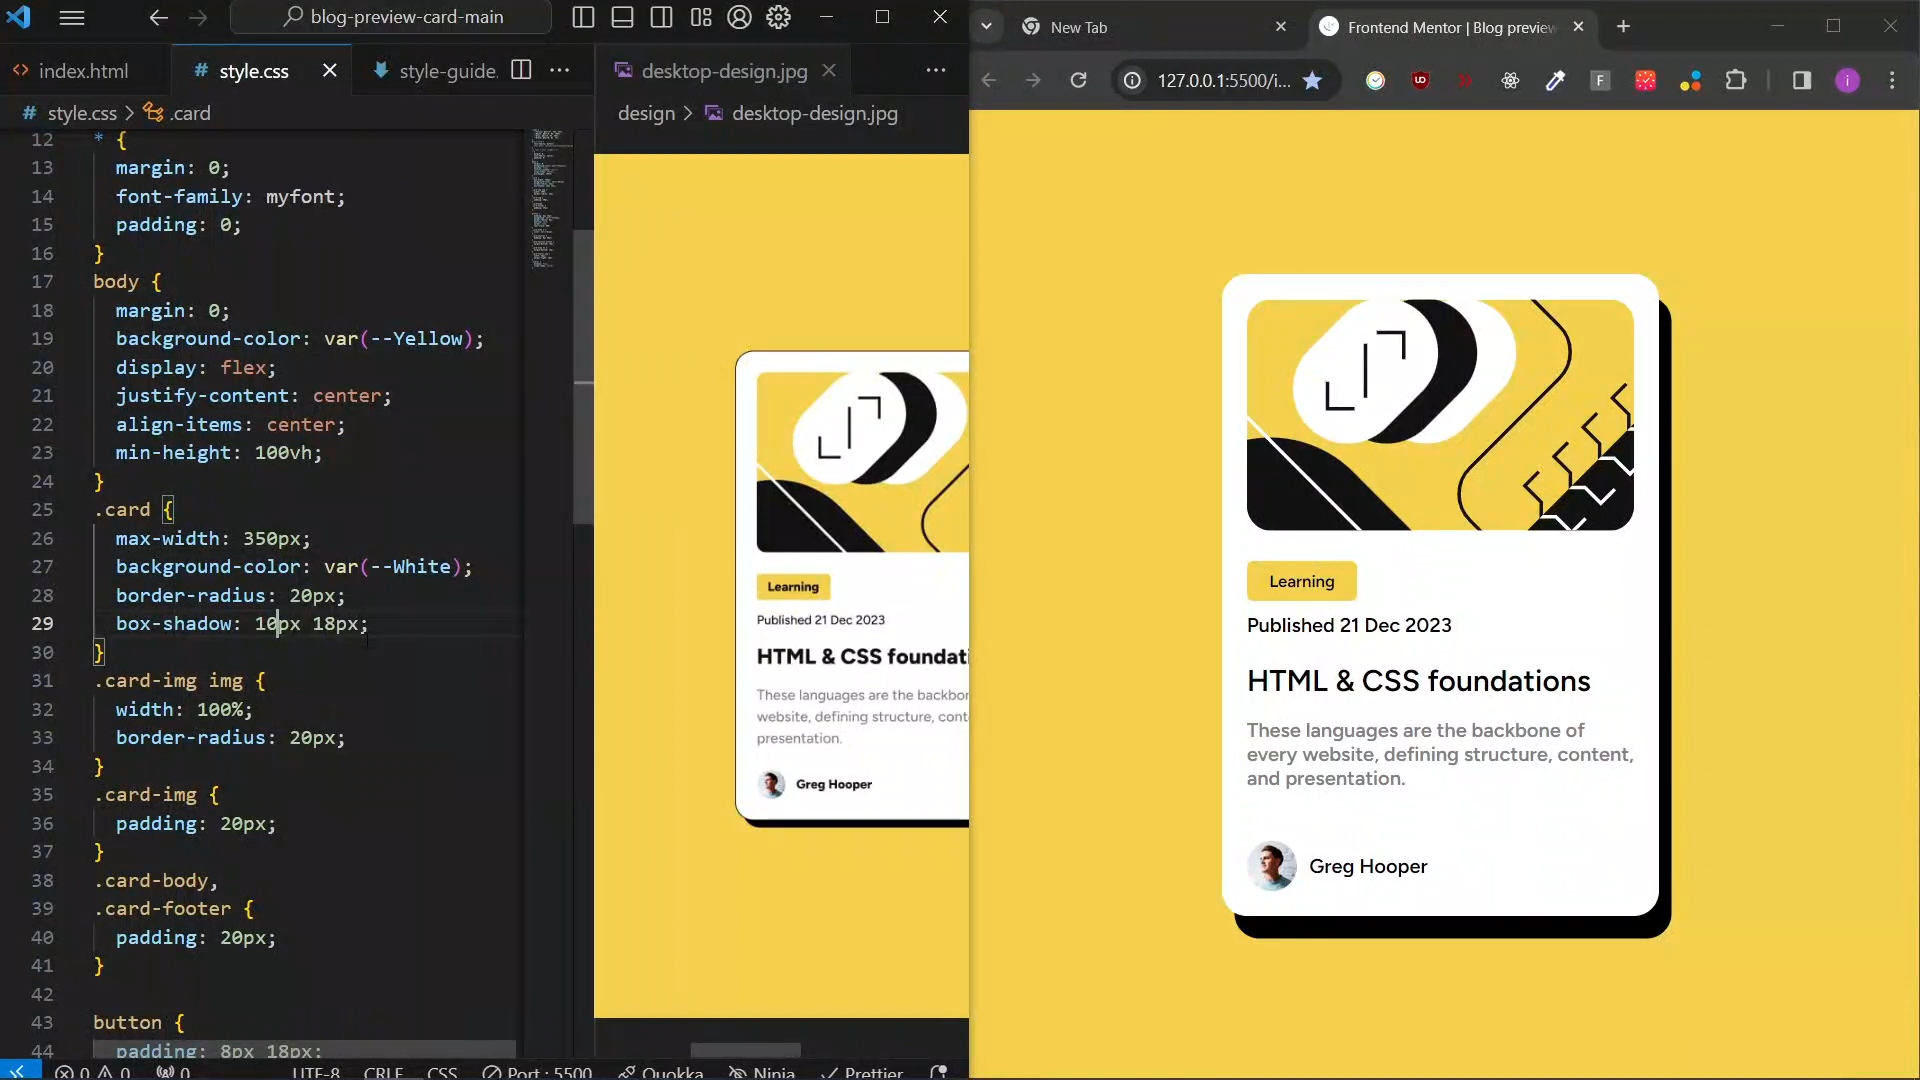 blog-preview-card-main
index.html
style.css
style-guide.
style.css > .card
12 * {
13 margin: 0;
14 font-family: myfont;
15 padding: 0;
16 }
17 body {
18 margin: 0;
19 background-color: var(--Yellow);
20 display: flex;
21 justify-content: center;
22 align-items: center;
23 min-height: 100vh;
24 }
25 .card {
26 max-width: 350px;
27 background-color: var(--White);
28 border-radius: 20px;
29 box-shadow: 10px 18px;
30 }
31 .card-img img {
32 width: 100%;
33 border-radius: 20px;
34 }
35 .card-img {
36 padding: 20px;
37 }
38 .card-body,
39 .card-footer {
40 padding: 20px;
41 }
42
43 button {
44 padding: 8px 18px;
0 0 0 UTF-8 CRLF CSS Port : 5500 Quokka Ninja Prettier
desktop-design.jpg
design > desktop-design.jpg
Learning
Published 21 Dec 2023
HTML & CSS foundati
These languages are the backbon
website, defining structure, cont
presentation.
Greg Hooper
New Tab
Frontend Mentor | Blog preview
127.0.0.1:5500/i...
UD
F
i
Learning
Published 21 Dec 2023
HTML & CSS foundations
These languages are the backbone of
every website, defining structure, content,
and presentation.
Greg Hooper